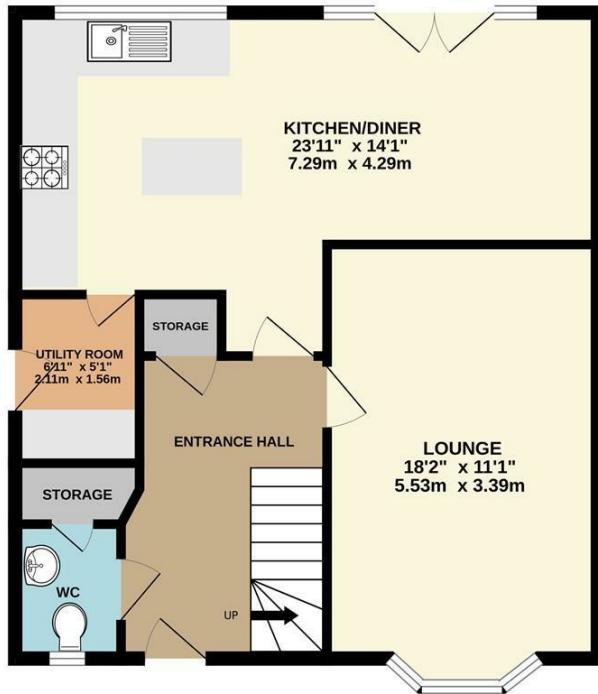 KITCHEN/DINER
23'11" x 14'1"
7.29m x 4.29m
STORAGE
UTILITY ROOM
6'11" x 5'1"
2.11m x 1.56m
ENTRANCE HALL
LOUNGE
18'2" x 11'1"
5.53m x 3.39m
STORAGE
WC
UP